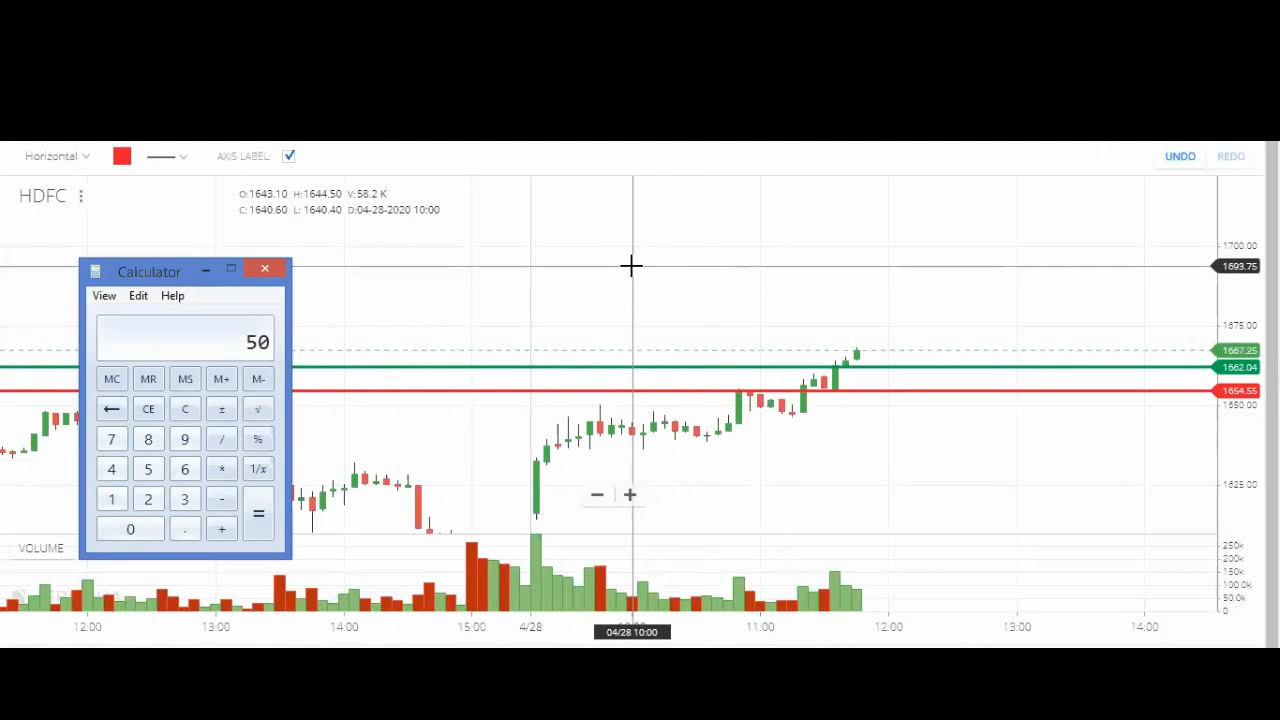 Horizontal AXIS LABEL: UNDO REDO
HDFC O:1643.10 H:1644.50 V:58.2 K
C: 1640.60 L: 1640.40 D:04-28-2020 10:00
1700.00
1693.75
1675.00
1667.25
1662.04
1654.55
1650.00
1625.00
Calculator
View Edit Help
50
MC MR MS M+ M-
← CE C ± √
7 8 9 / %
4 5 6 * 1/x
1 2 3 - =
0 . +
VOLUME
250k
200k
150k
100.0k
50.0k
0
12:00 13:00 14:00 15:00 4/28 11:00 12:00 13:00 14:00
04/28 10:00